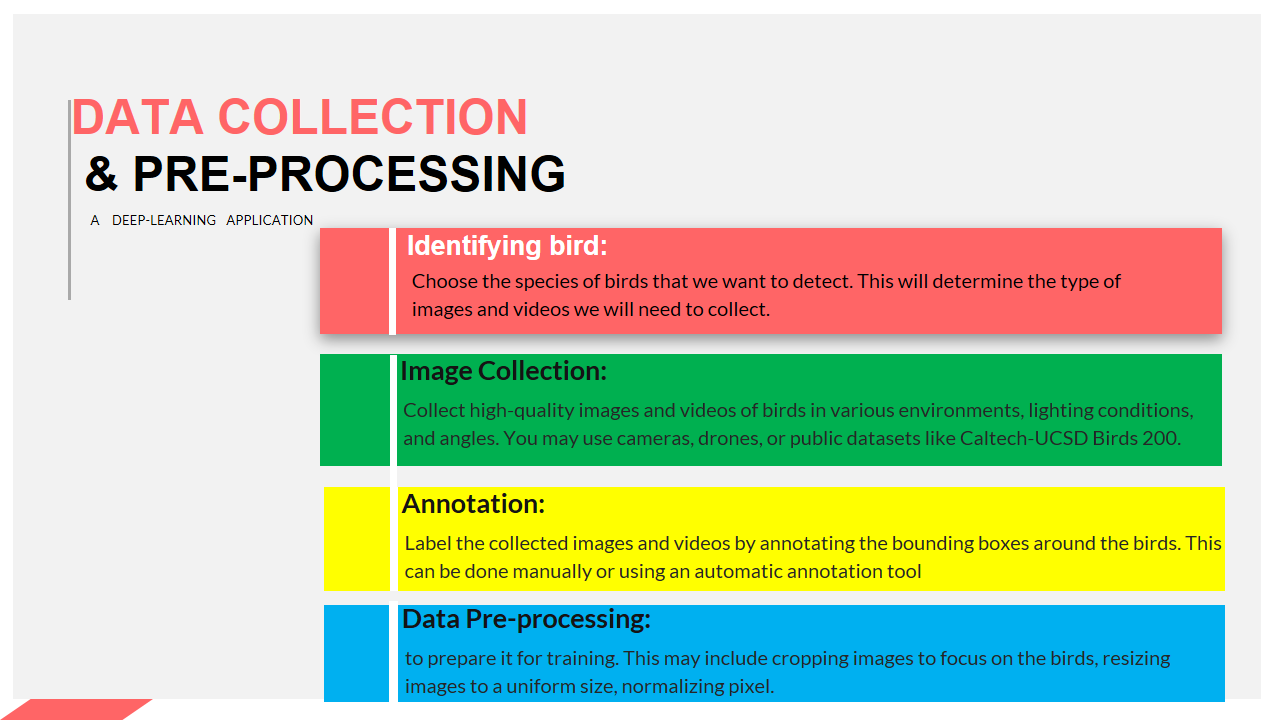 DATA COLLECTION
& PRE-PROCESSING
A DEEP-LEARNING APPLICATION
Identifying bird:
Choose the species of birds that we want to detect. This will determine the type of
images and videos we will need to collect.
Image Collection:
Collect high-quality images and videos of birds in various environments, lighting conditions,
and angles. You may use cameras, drones, or public datasets like Caltech-UCSD Birds 200.
Annotation:
Label the collected images and videos by annotating the bounding boxes around the birds. This
can be done manually or using an automatic annotation tool
Data Pre-processing:
to prepare it for training. This may include cropping images to focus on the birds, resizing
images to a uniform size, normalizing pixel.